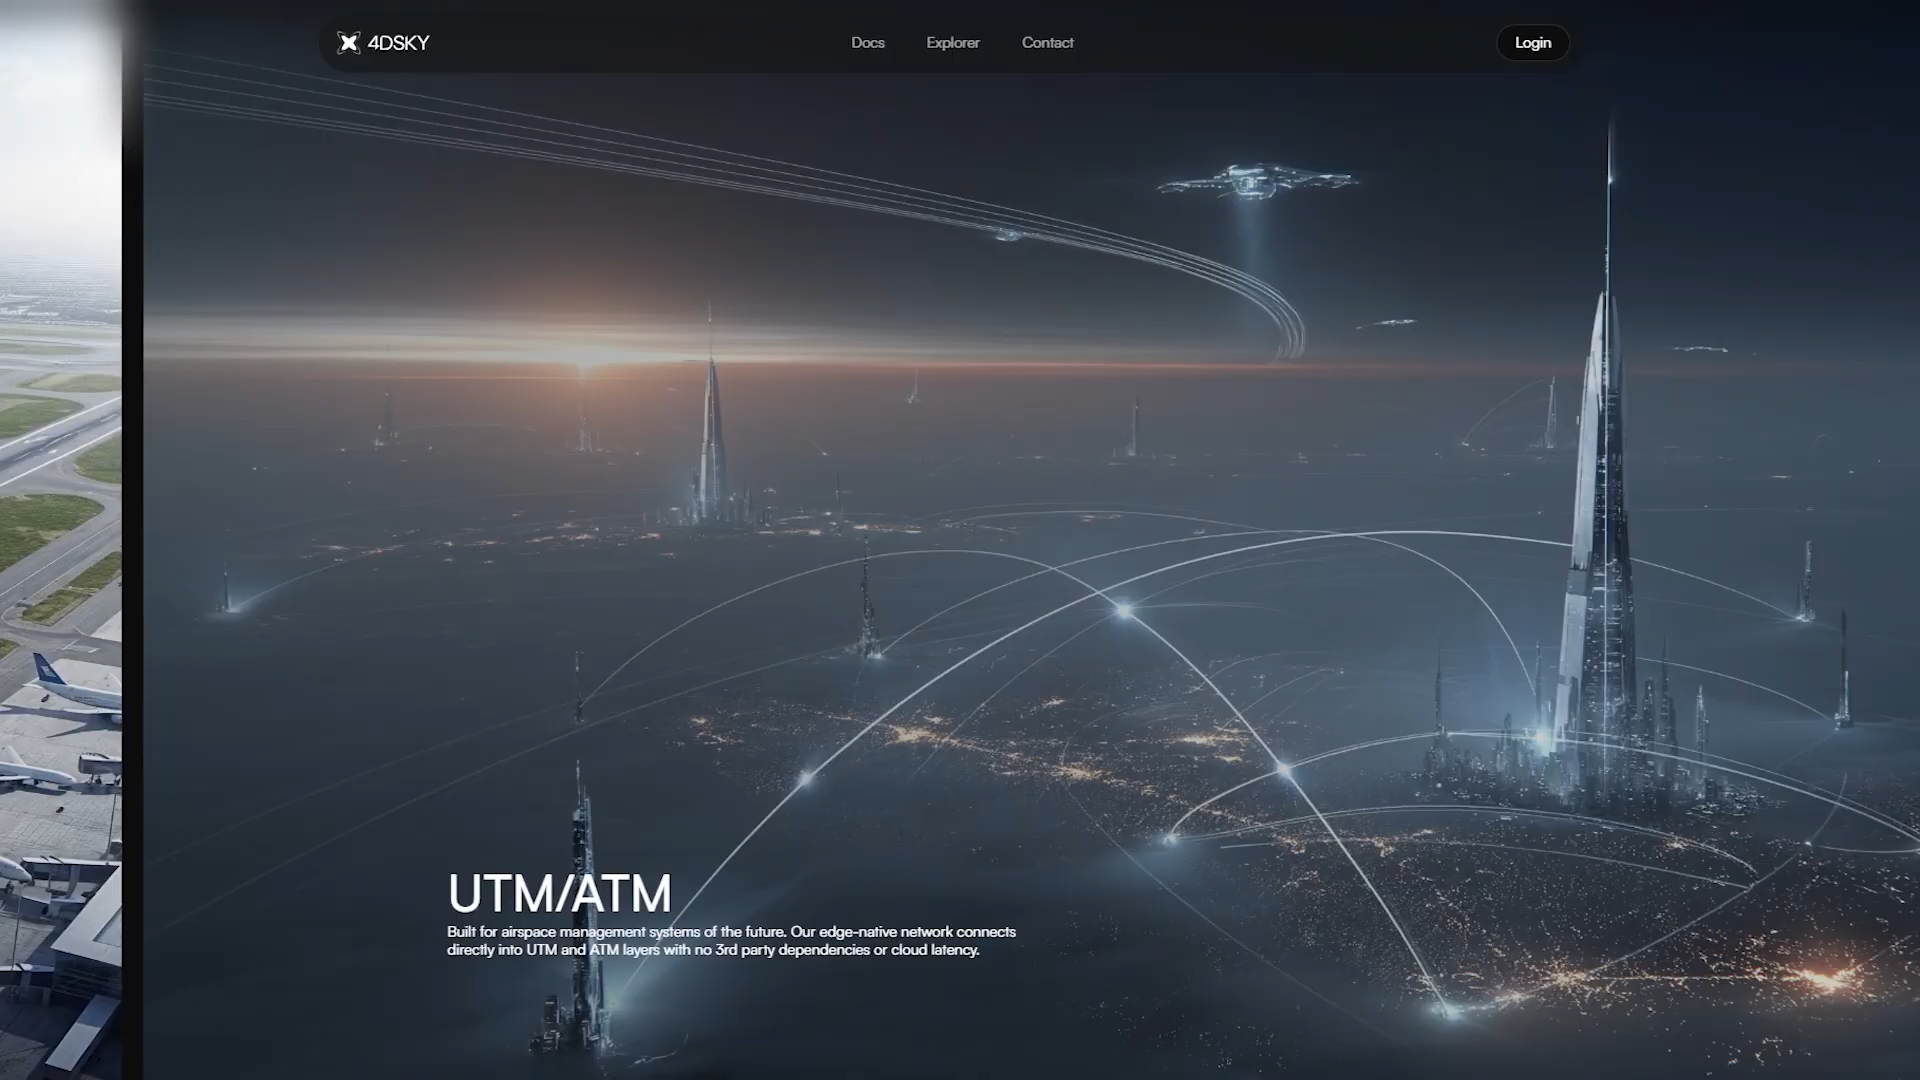 4DSKY
Docs
Explorer
Contact
Login
UTM/ATM
Built for airspace management systems of the future. Our edge-native network connects
directly into UTM and ATM layers with no 3rd party dependencies or cloud latency.